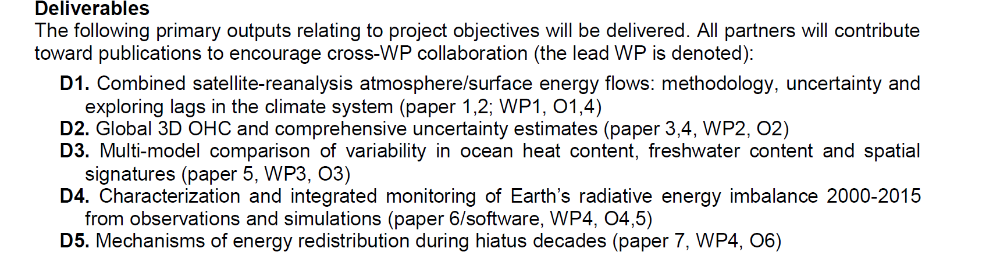 Deliverables
The following primary outputs relating to project objectives will be delivered. All partners will contribute
toward publications to encourage cross-WP collaboration (the lead WP is denoted):
D1. Combined satellite-reanalysis atmosphere/surface energy flows: methodology, uncertainty and
exploring lags in the climate system (paper 1,2; WP1, O1,4)
D2. Global 3D OHC and comprehensive uncertainty estimates (paper 3,4, WP2, O2)
D3. Multi-model comparison of variability in ocean heat content, freshwater content and spatial
signatures (paper 5, WP3, O3)
D4. Characterization and integrated monitoring of Earth's radiative energy imbalance 2000-2015
from observations and simulations (paper 6/software, WP4, O4,5)
D5. Mechanisms of energy redistribution during hiatus decades (paper 7, WP4, O6)